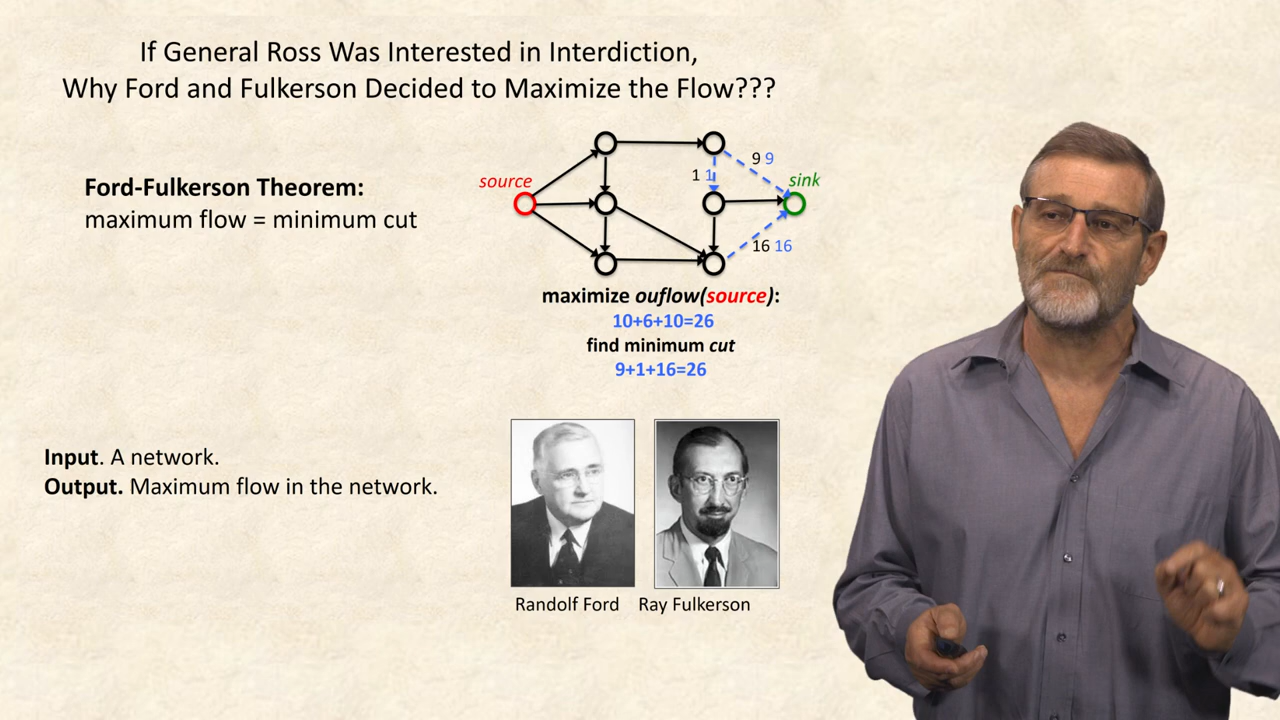 If General Ross Was Interested in Interdiction,
Why Ford and Fulkerson Decided to Maximize the Flow???
Ford-Fulkerson Theorem:
maximum flow = minimum cut
source
1 1
9 9
sink
16 16
maximize ouflow(source):
10+6+10=26
find minimum cut
9+1+16=26
Input. A network.
Output. Maximum flow in the network.
Randolf Ford
Ray Fulkerson